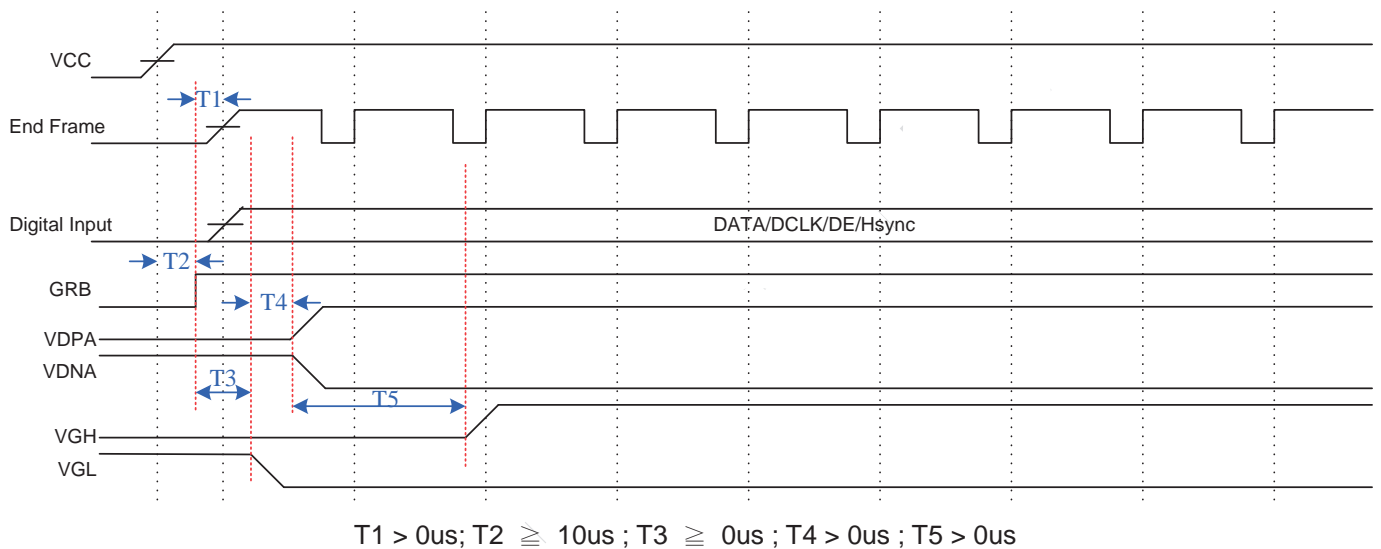 VCC
T1
End Frame
Digital Input
DATA/DCLK/DE/Hsync
T2
GRB
T4
VDPA
VDNA
T3
T5
VGH
VGL
T1 > 0us; T2 ≧ 10us ; T3 ≧ 0us ; T4 > 0us ; T5 > 0us